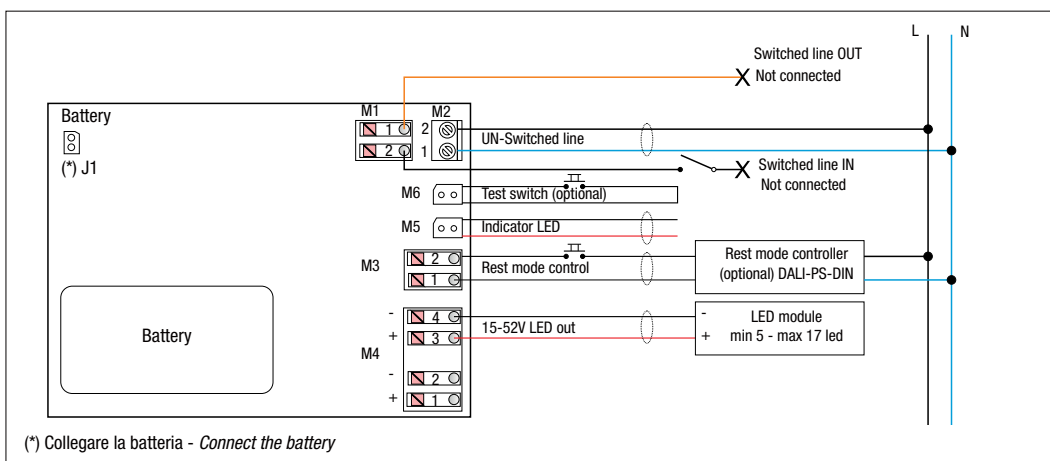 L N
Switched line OUT
Not connected
Battery
(*) J1
M1 M2
1 2
2 1
UN-Switched line
Switched line IN
Not connected
M6 Test switch (optional)
M5 Indicator LED
M3
2
1
Rest mode control
Rest mode controller
(optional) DALI-PS-DIN
Battery
M4
- 4
+ 3
- 2
+ 1
15-52V LED out
- LED module
+ min 5 - max 17 led
(*) Collegare la batteria - Connect the battery